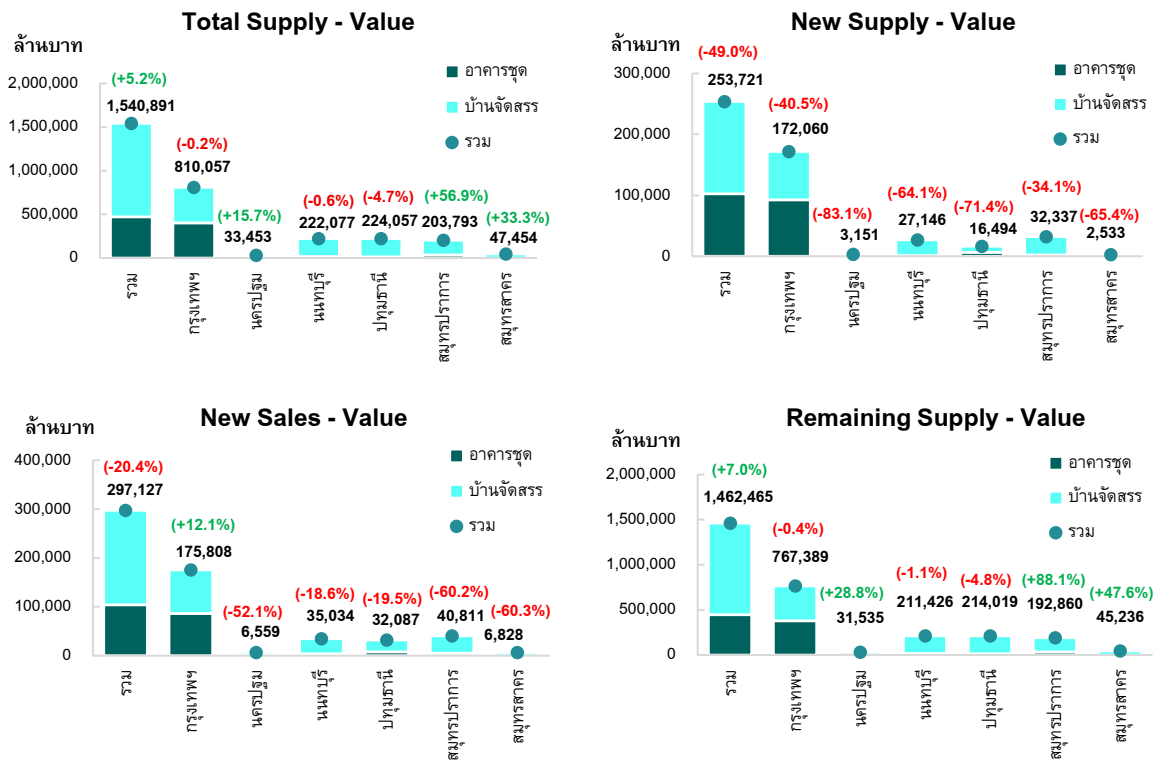 Total Supply - Value
ล้านบาท
2,000,000
1,500,000
1,000,000
500,000
0
อาคารชุด
บ้านจัดสรร
รวม
(+5.2%)
1,540,891
(-0.2%)
810,057
(+15.7%)
33,453
(-0.6%)
222,077
(-4.7%)
224,057
(+56.9%)
203,793
(+33.3%)
47,454
รวม
กรุงเทพฯ
นครปฐม
นนทบุรี
ปทุมธานี
สมุทรปราการ
สมุทรสาคร
New Supply - Value
ล้านบาท
300,000
200,000
100,000
0
อาคารชุด
บ้านจัดสรร
รวม
(-49.0%)
253,721
(-40.5%)
172,060
(-83.1%)
3,151
(-64.1%)
27,146
(-71.4%)
16,494
(-34.1%)
32,337
(-65.4%)
2,533
รวม
กรุงเทพฯ
นครปฐม
นนทบุรี
ปทุมธานี
สมุทรปราการ
สมุทรสาคร
New Sales - Value
ล้านบาท
400,000
300,000
200,000
100,000
0
อาคารชุด
บ้านจัดสรร
รวม
(-20.4%)
297,127
(+12.1%)
175,808
(-52.1%)
6,559
(-18.6%)
35,034
(-19.5%)
32,087
(-60.2%)
40,811
(-60.3%)
6,828
รวม
กรุงเทพฯ
นครปฐม
นนทบุรี
ปทุมธานี
สมุทรปราการ
สมุทรสาคร
Remaining Supply - Value
ล้านบาท
2,000,000
1,500,000
1,000,000
500,000
0
อาคารชุด
บ้านจัดสรร
รวม
(+7.0%)
1,462,465
(-0.4%)
767,389
(+28.8%)
31,535
(-1.1%)
211,426
(-4.8%)
214,019
(+88.1%)
192,860
(+47.6%)
45,236
รวม
กรุงเทพฯ
นครปฐม
นนทบุรี
ปทุมธานี
สมุทรปราการ
สมุทรสาคร